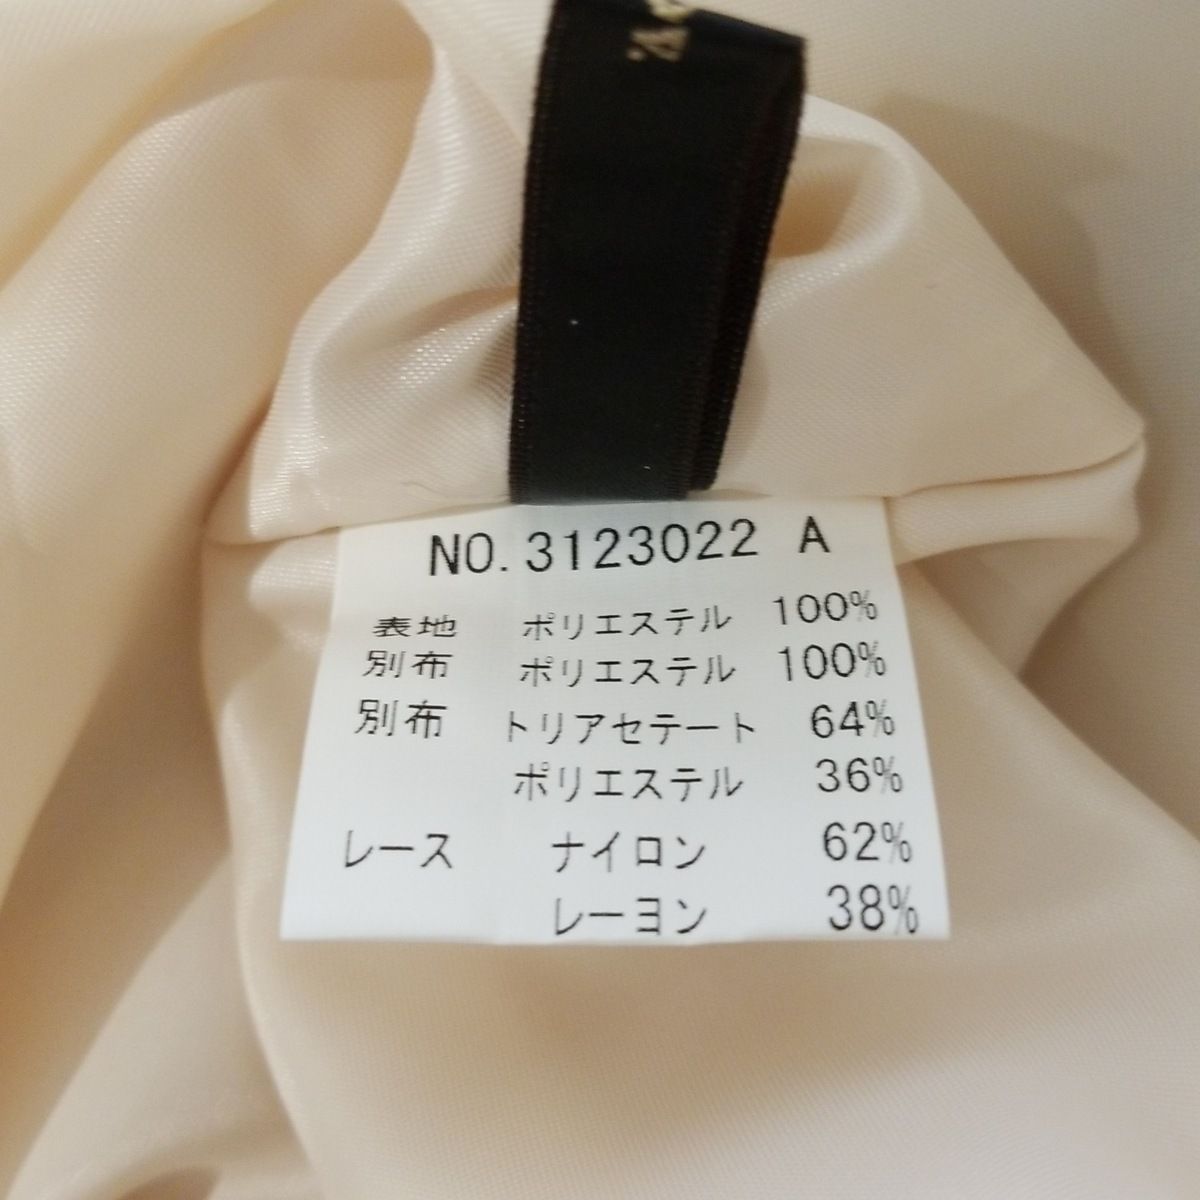 NO.3123022 A
表地 ポリエステル 100%
別布 ポリエステル 100%
別布 トリアセテート 64%
ポリエステル 36%
レース ナイロン 62%
レーヨン 38%